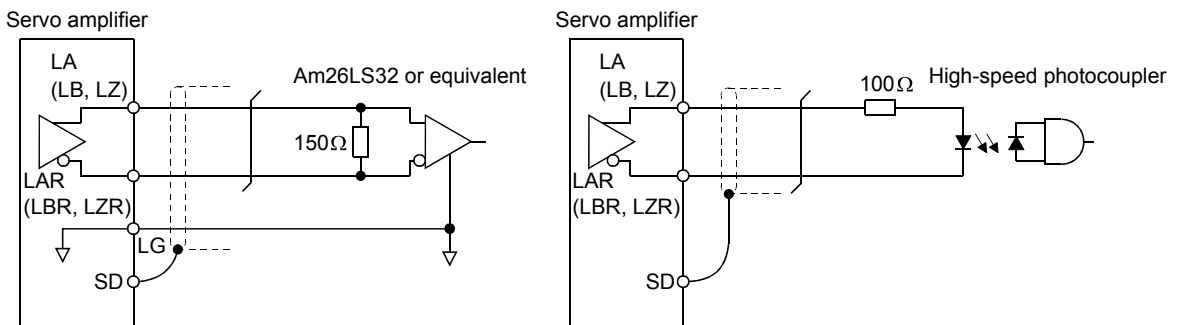 Servo amplifier
LA
(LB, LZ)
Am26LS32 or equivalent
150Ω
LAR
(LBR, LZR)
LG
SD
Servo amplifier
LA
(LB, LZ)
100Ω
High-speed photocoupler
LAR
(LBR, LZR)
SD